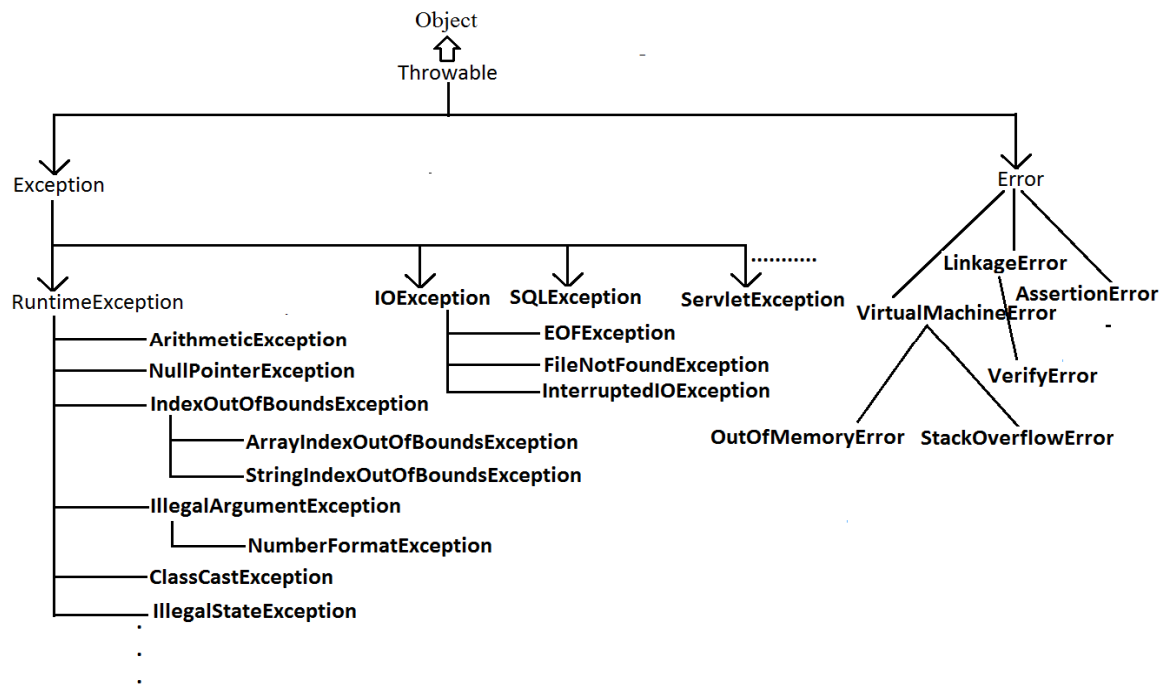 Object
Throwable
Exception
Error
RuntimeException
IOException
SQLException
ServletException
...........
LinkageError
AssertionError
VirtualMachineError
ArithmeticException
NullPointerException
IndexOutOfBoundsException
ArrayIndexOutOfBoundsException
StringIndexOutOfBoundsException
IllegalArgumentException
NumberFormatException
ClassCastException
IllegalStateException
.
.
.
EOFException
FileNotFoundException
InterruptedIOException
VerifyError
OutOfMemoryError
StackOverflowError